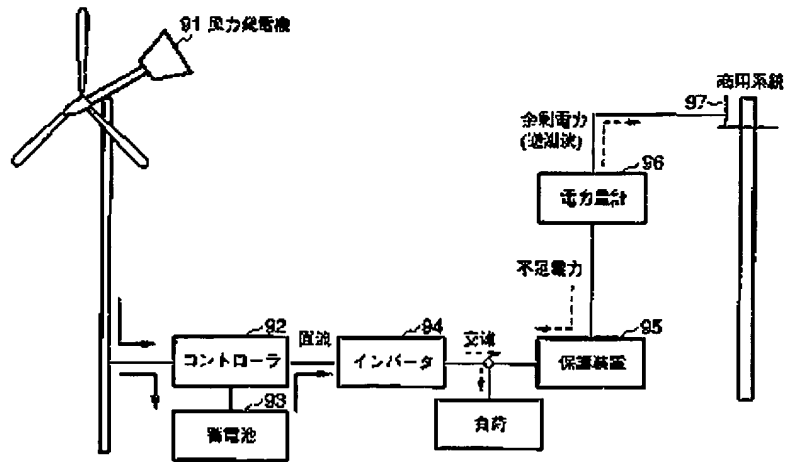 91 風力発電機
商用系統
97
余剰電力
(逆潮流)
96
電力量計
不足電力
92
コントローラ
直流
94
インバータ
交流
95
保護装置
93
蓄電池
負荷